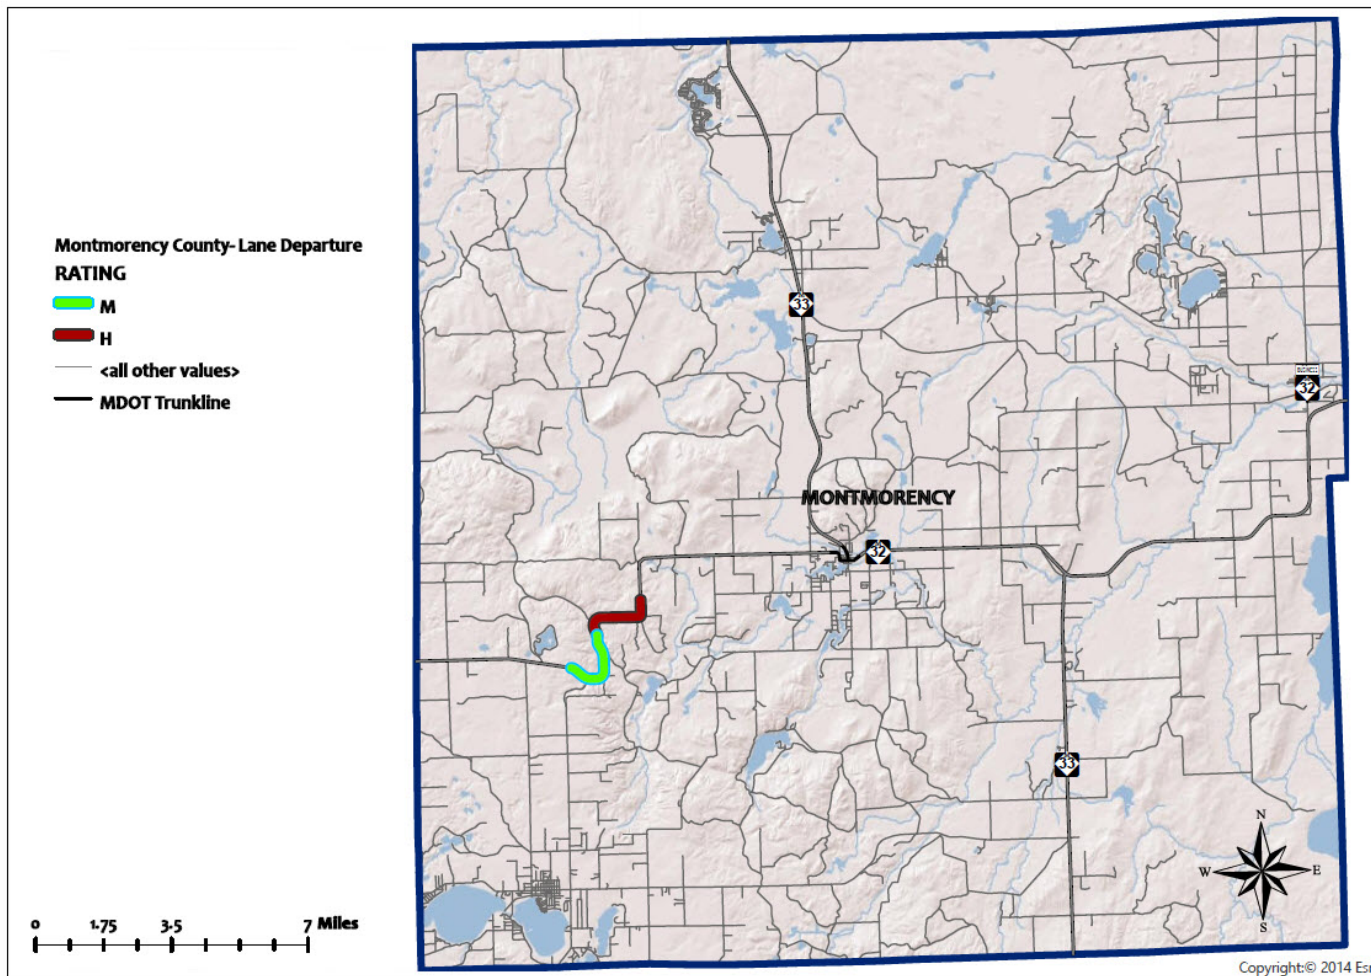 Montmorency County-Lane Departure
RATING
M
H
<all other values>
MDOT Trunkline
33
BUSINESS
32
MONTMORENCY
32
33
N
W
E
S
0 1.75 3.5 7 Miles
Copyright:© 2014 Es